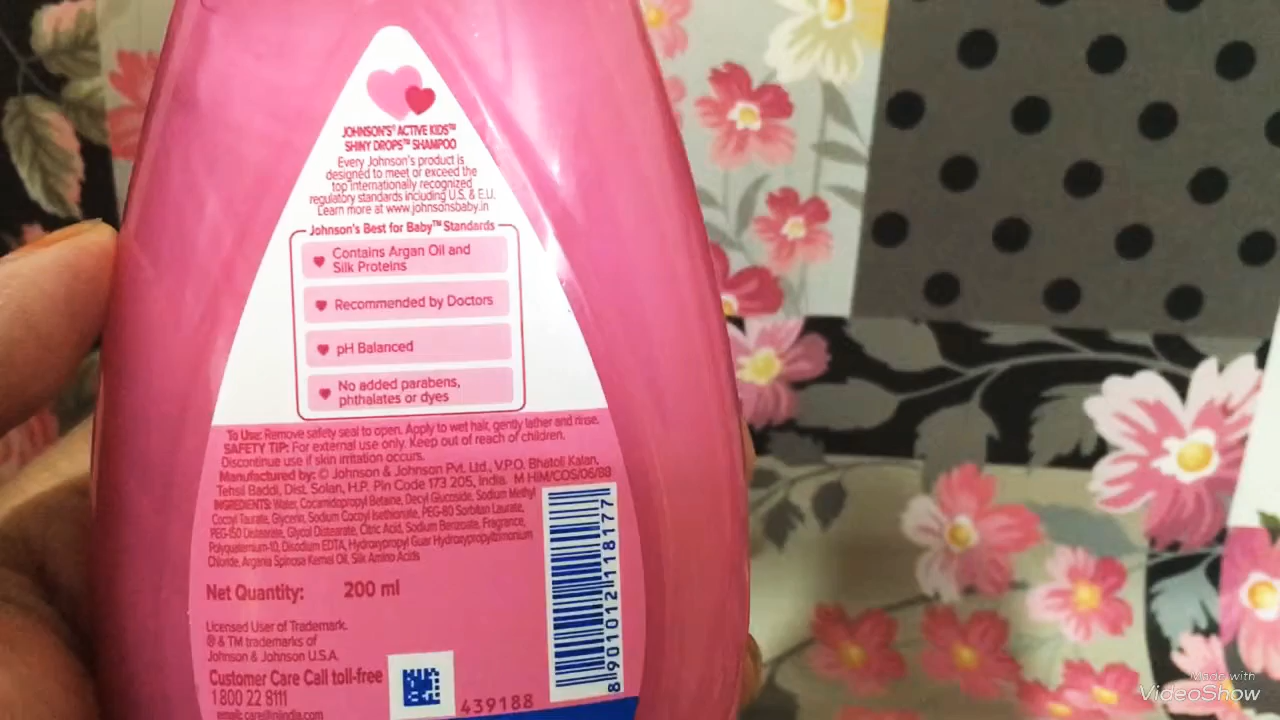 JOHNSON'S® ACTIVE KIDS™
SHINY DROPS™ SHAMPOO
Every Johnson's product is
designed to meet or exceed the
top internationally recognized
regulatory standards including U.S. & E.U.
Learn more at www.johnsonsbaby.in
Johnson's Best for Baby™ Standards
Contains Argan Oil and
Silk Proteins
Recommended by Doctors
pH Balanced
No added parabens,
phthalates or dyes
To Use: Remove safety seal to open. Apply to wet hair, gently lather and rinse.
SAFETY TIP: For external use only. Keep out of reach of children.
Discontinue use if skin irritation occurs.
Manufactured by: © Johnson & Johnson Pvt. Ltd., V.P.O. Bhatoli Kalan,
Tehsil Baddi, Dist. Solan, H.P. Pin Code 173 205, India. M HIM/COS/06/88
INGREDIENTS: Water, Cocamidopropyl Betaine, Decyl Glucoside, Sodium Methyl
Cocoyl Taurate, Glycerin, Sodium Cocoyl Isethionate, PEG-80 Sorbitan Laurate,
PEG-150 Distearate, Glycol Distearate, Citric Acid, Sodium Benzoate, Fragrance,
Polyquaternium-10, Disodium EDTA, Hydroxypropyl Guar Hydroxypropyltrimonium
Chloride, Argania Spinosa Kernel Oil, Silk Amino Acids
Net Quantity: 200 ml
Licensed User of Trademark.
® & TM trademarks of
Johnson & Johnson U.S.A.
Customer Care Call toll-free
1 800 22 8111
439188
8 901012 118177
Made with
VideoShow